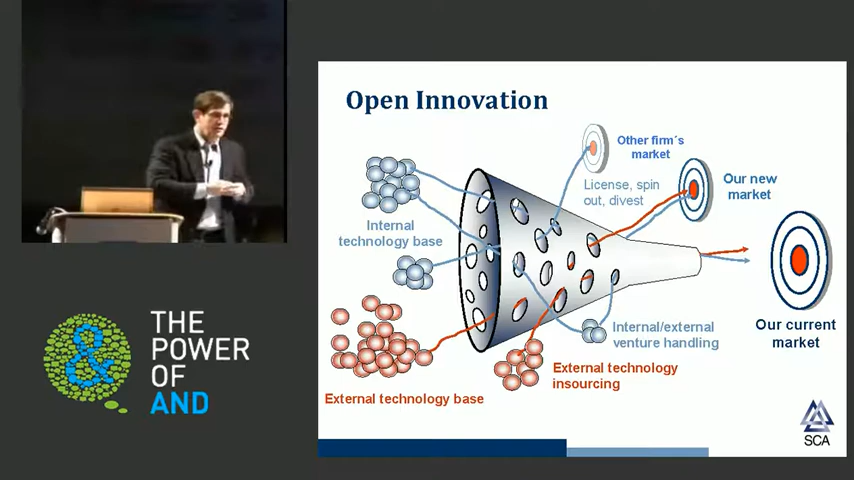 Open Innovation
Other firm´s
market
License, spin
out, divest
Our new
market
Internal
technology base
Our current
market
Internal/external
venture handling
External technology
insourcing
External technology base
SCA
&
THE
POWER
OF
AND